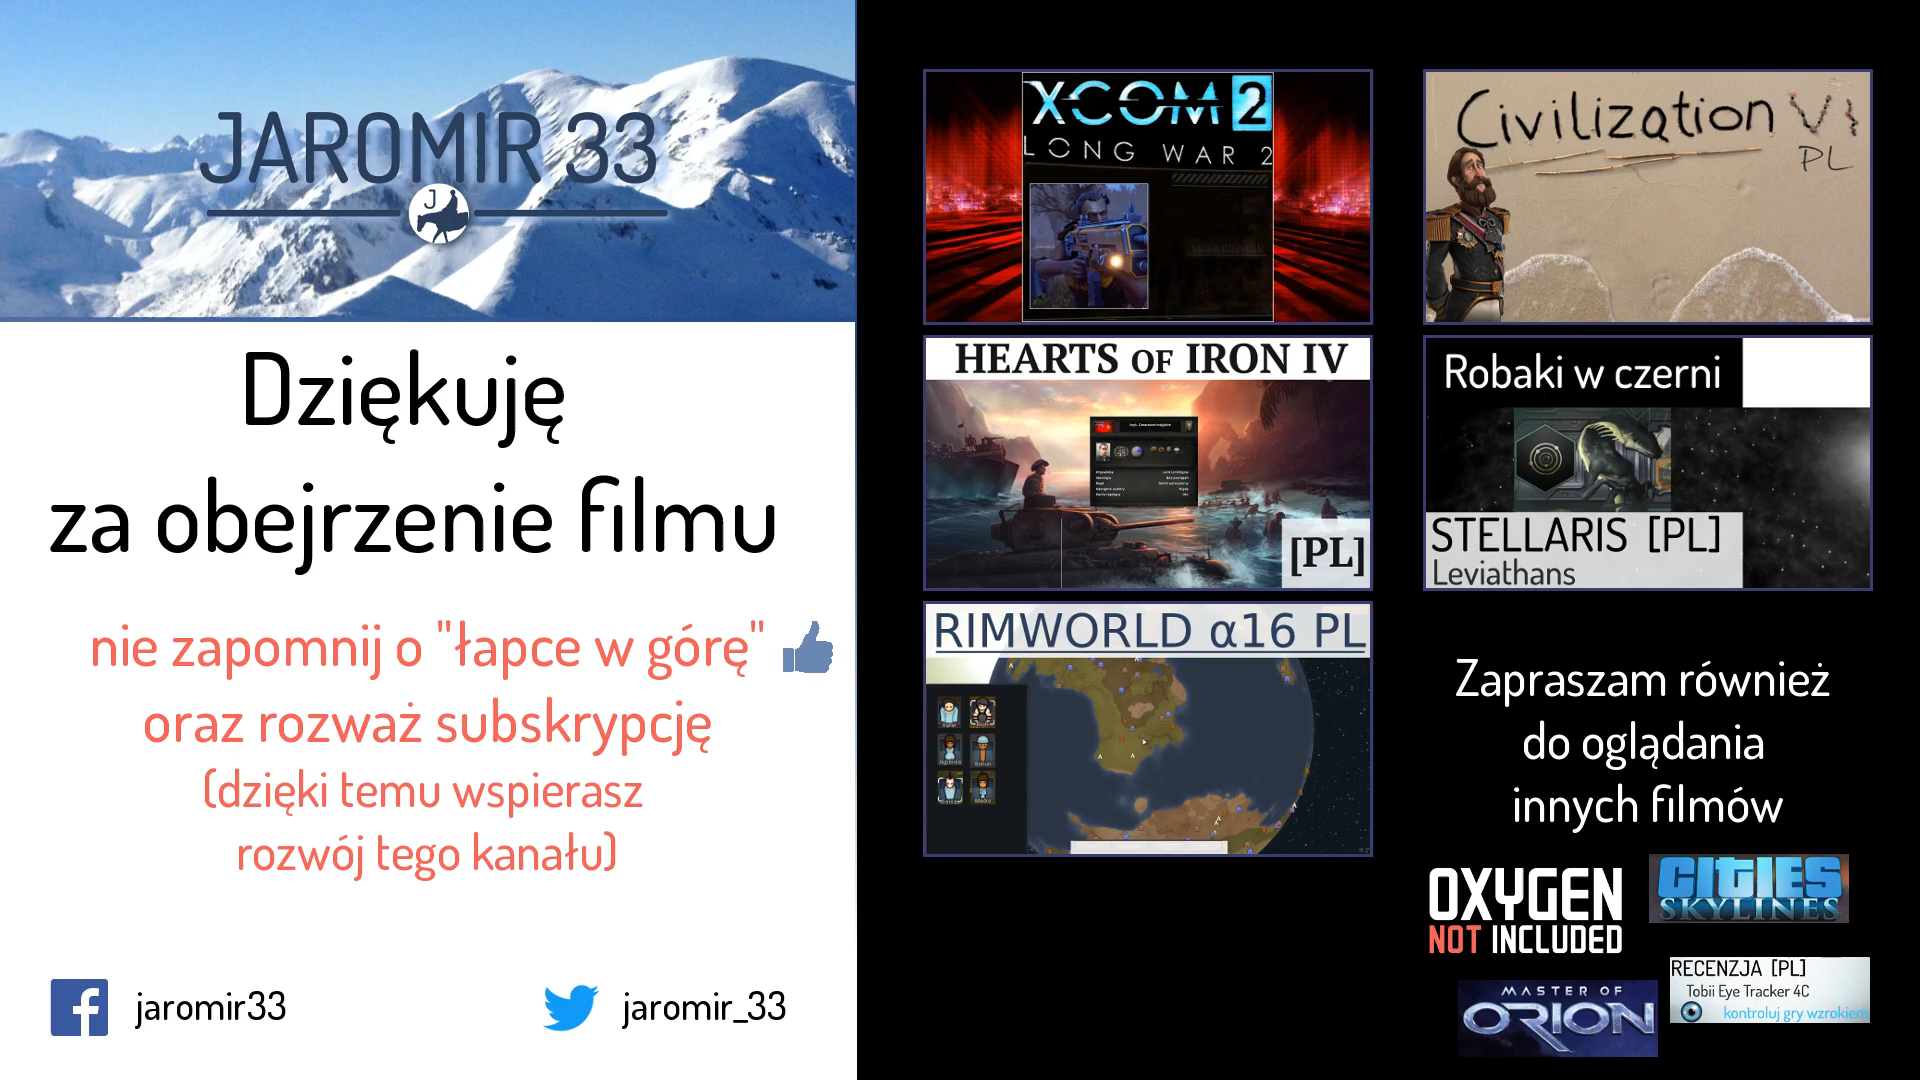 JAROMIR 33
J
Dziękuję
za obejrzenie filmu
nie zapomnij o "łapce w górę"
oraz rozważ subskrypcję
(dzięki temu wspierasz
rozwój tego kanału)
jaromir33
jaromir_33
XCOM 2
LONG WAR 2
Civilization VI
PL
HEARTS OF IRON IV
[PL]
Robaki w czerni
STELLARIS [PL]
Leviathans
RIMWORLD α16 PL
Zapraszam również
do oglądania
innych filmów
OXYGEN
NOT INCLUDED
CITIES
SKYLINES
MASTER OF
ORION
RECENZJA [PL]
Tobii Eye Tracker 4C
kontroluj gry wzrokiem